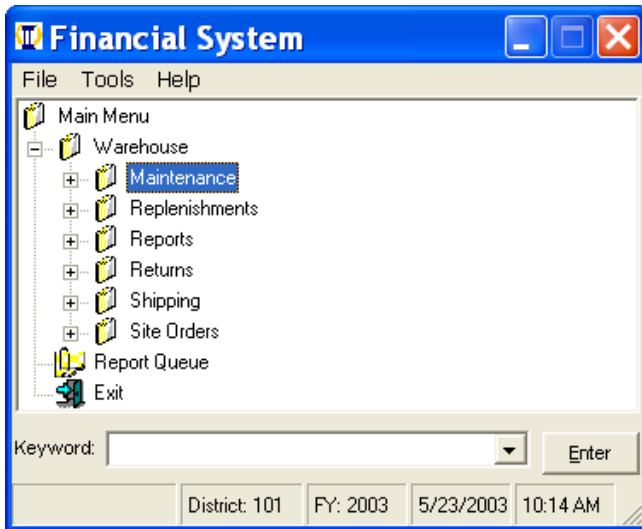 Financial System
File Tools Help
Main Menu
Warehouse
Maintenance
Replenishments
Reports
Returns
Shipping
Site Orders
Report Queue
Exit
Keyword: Enter
District: 101 FY: 2003 5/23/2003 10:14 AM